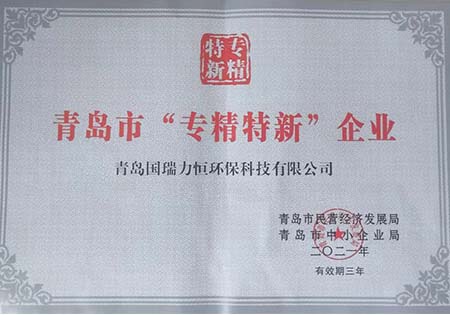 专精
特新
青岛市“专精特新”企业
青岛国瑞力恒环保科技有限公司
青岛市民营经济发展局
青岛市中小企业局
二〇二一年
有效期三年